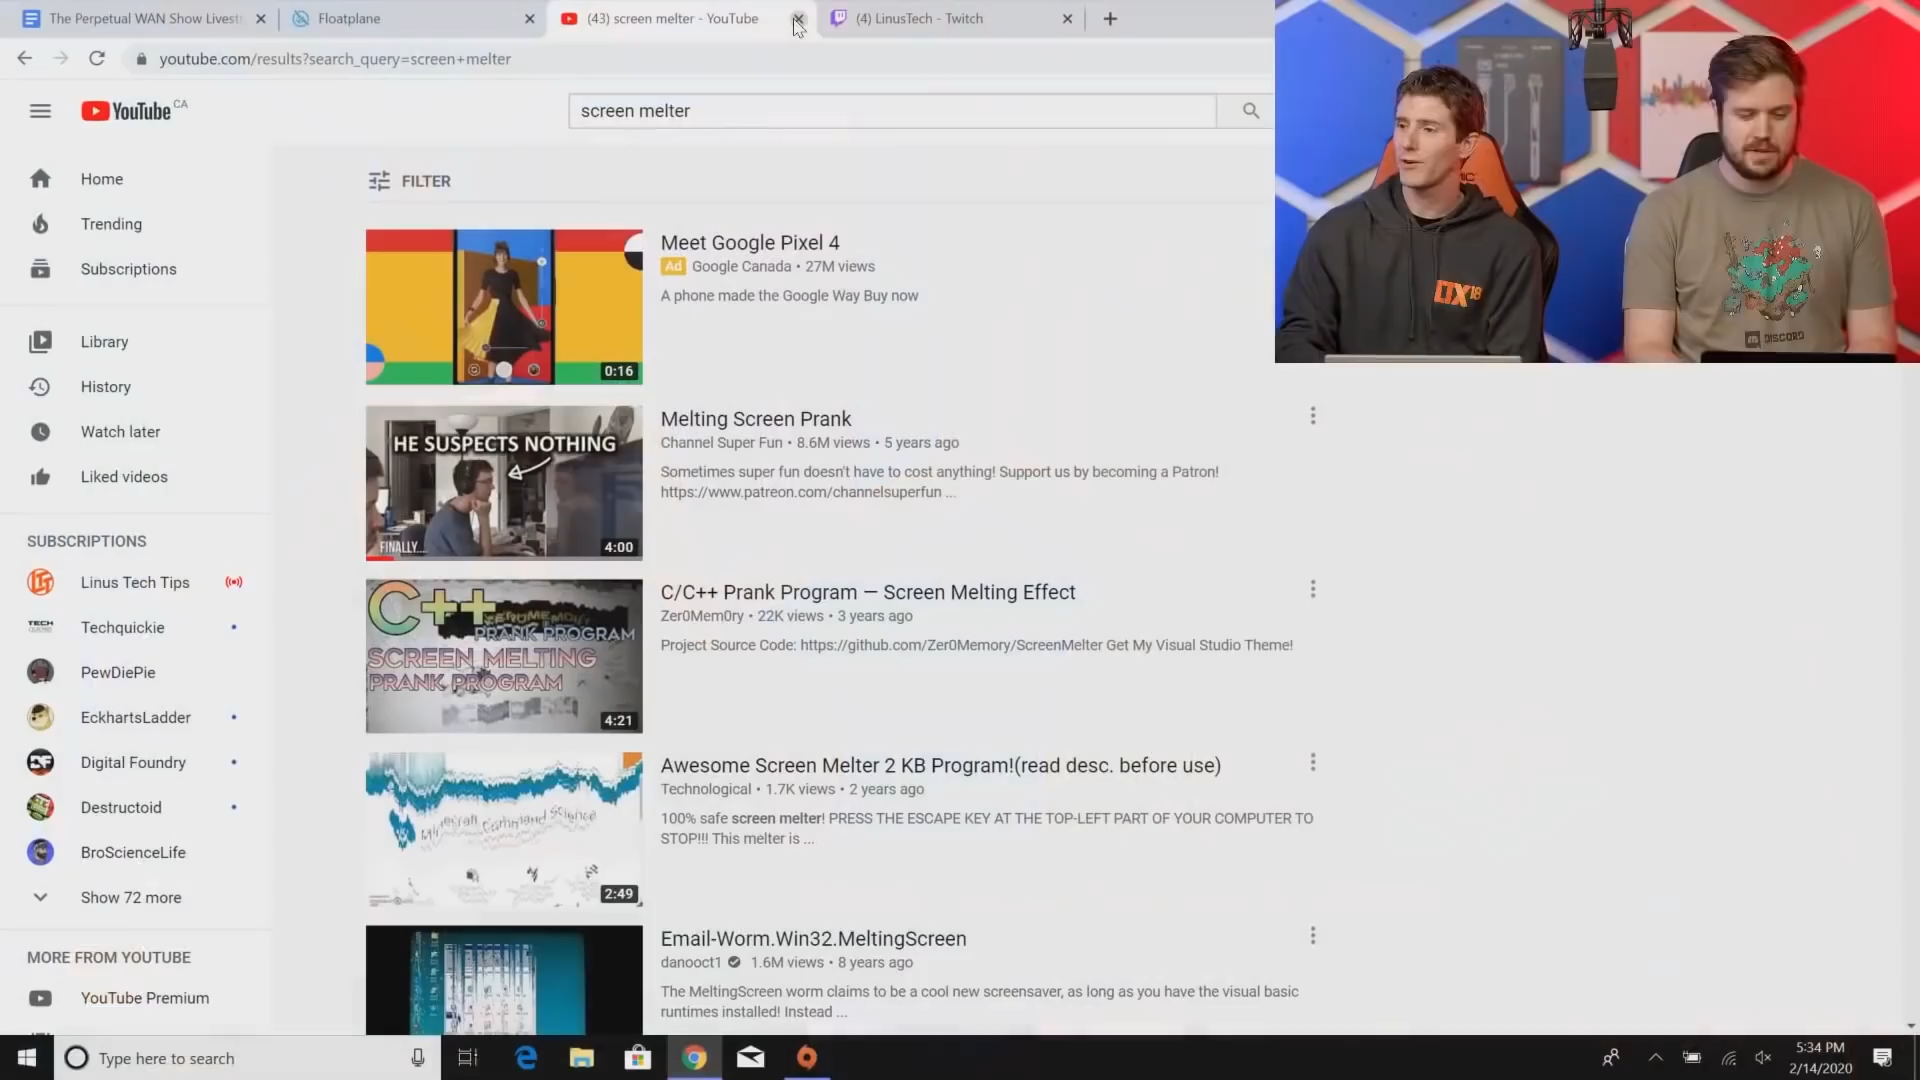 The Perpetual WAN Show Livest
Floatplane
(43) screen melter - YouTube
(4) LinusTech - Twitch
youtube.com/results?search_query=screen+melter
YouTube CA
screen melter
Home
Trending
Subscriptions
Library
History
Watch later
Liked videos
SUBSCRIPTIONS
Linus Tech Tips
Techquickie
PewDiePie
EckhartsLadder
Digital Foundry
Destructoid
BroScienceLife
Show 72 more
MORE FROM YOUTUBE
YouTube Premium
FILTER
0:16
Meet Google Pixel 4
Ad Google Canada • 27M views
A phone made the Google Way Buy now
HE SUSPECTS NOTHING
FINALLY...
4:00
Melting Screen Prank
Channel Super Fun • 8.6M views • 5 years ago
Sometimes super fun doesn't have to cost anything! Support us by becoming a Patron!
https://www.patreon.com/channelsuperfun ...
C++
PRANK PROGRAM
SCREEN MELTING
PRANK PROGRAM
4:21
C/C++ Prank Program — Screen Melting Effect
Zer0Mem0ry • 22K views • 3 years ago
Project Source Code: https://github.com/Zer0Memory/ScreenMelter Get My Visual Studio Theme!
2:49
Awesome Screen Melter 2 KB Program!(read desc. before use)
Technological • 1.7K views • 2 years ago
100% safe screen melter! PRESS THE ESCAPE KEY AT THE TOP-LEFT PART OF YOUR COMPUTER TO
STOP!!! This melter is ...
Email-Worm.Win32.MeltingScreen
danooct1 1.6M views • 8 years ago
The MeltingScreen worm claims to be a cool new screensaver, as long as you have the visual basic
runtimes installed! Instead ...
LTX18
DISCORD
Type here to search
5:34 PM
2/14/2020